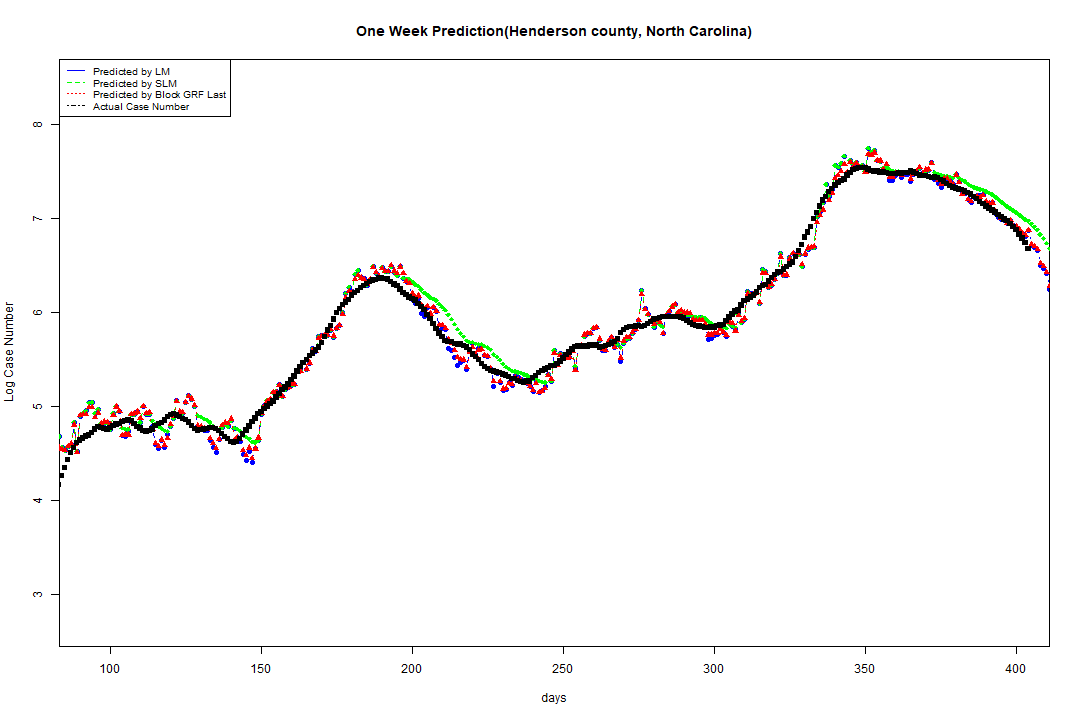 One Week Prediction(Henderson county, North Carolina)
Predicted by LM
Predicted by SLM
Predicted by Block GRF Last
Actual Case Number
8
7
6
5
4
3
Log Case Number
100 150 200 250 300 350 400
days